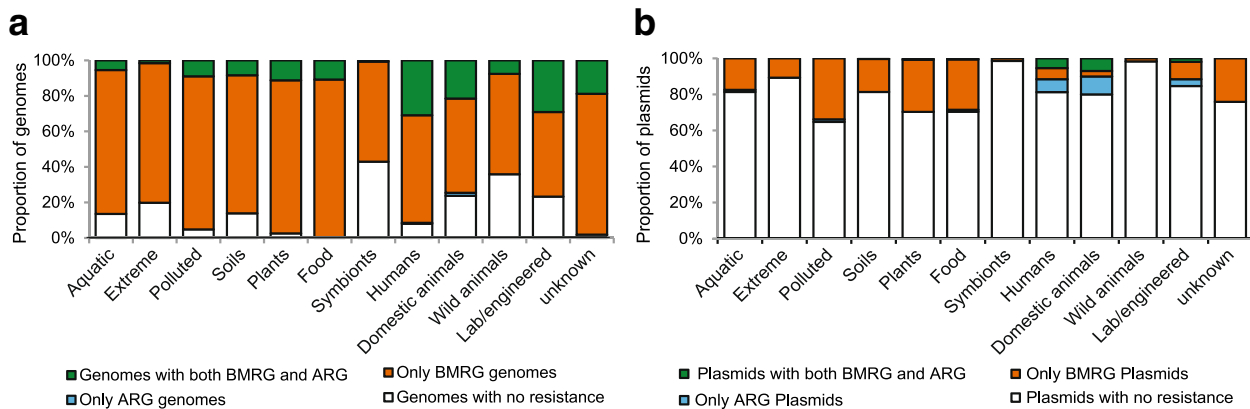 a
Proportion of genomes
100%
80%
60%
40%
20%
0%
Aquatic
Extreme
Polluted
Soils
Plants
Food
Symbionts
Humans
Domestic animals
Wild animals
Lab/engineered
unknown
Genomes with both BMRG and ARG
Only BMRG genomes
Only ARG genomes
Genomes with no resistance
b
Proportion of plasmids
100%
80%
60%
40%
20%
0%
Aquatic
Extreme
Polluted
Soils
Plants
Food
Symbionts
Humans
Domestic animals
Wild animals
Lab/engineered
unknown
Plasmids with both BMRG and ARG
Only BMRG Plasmids
Only ARG Plasmids
Plasmids with no resistance